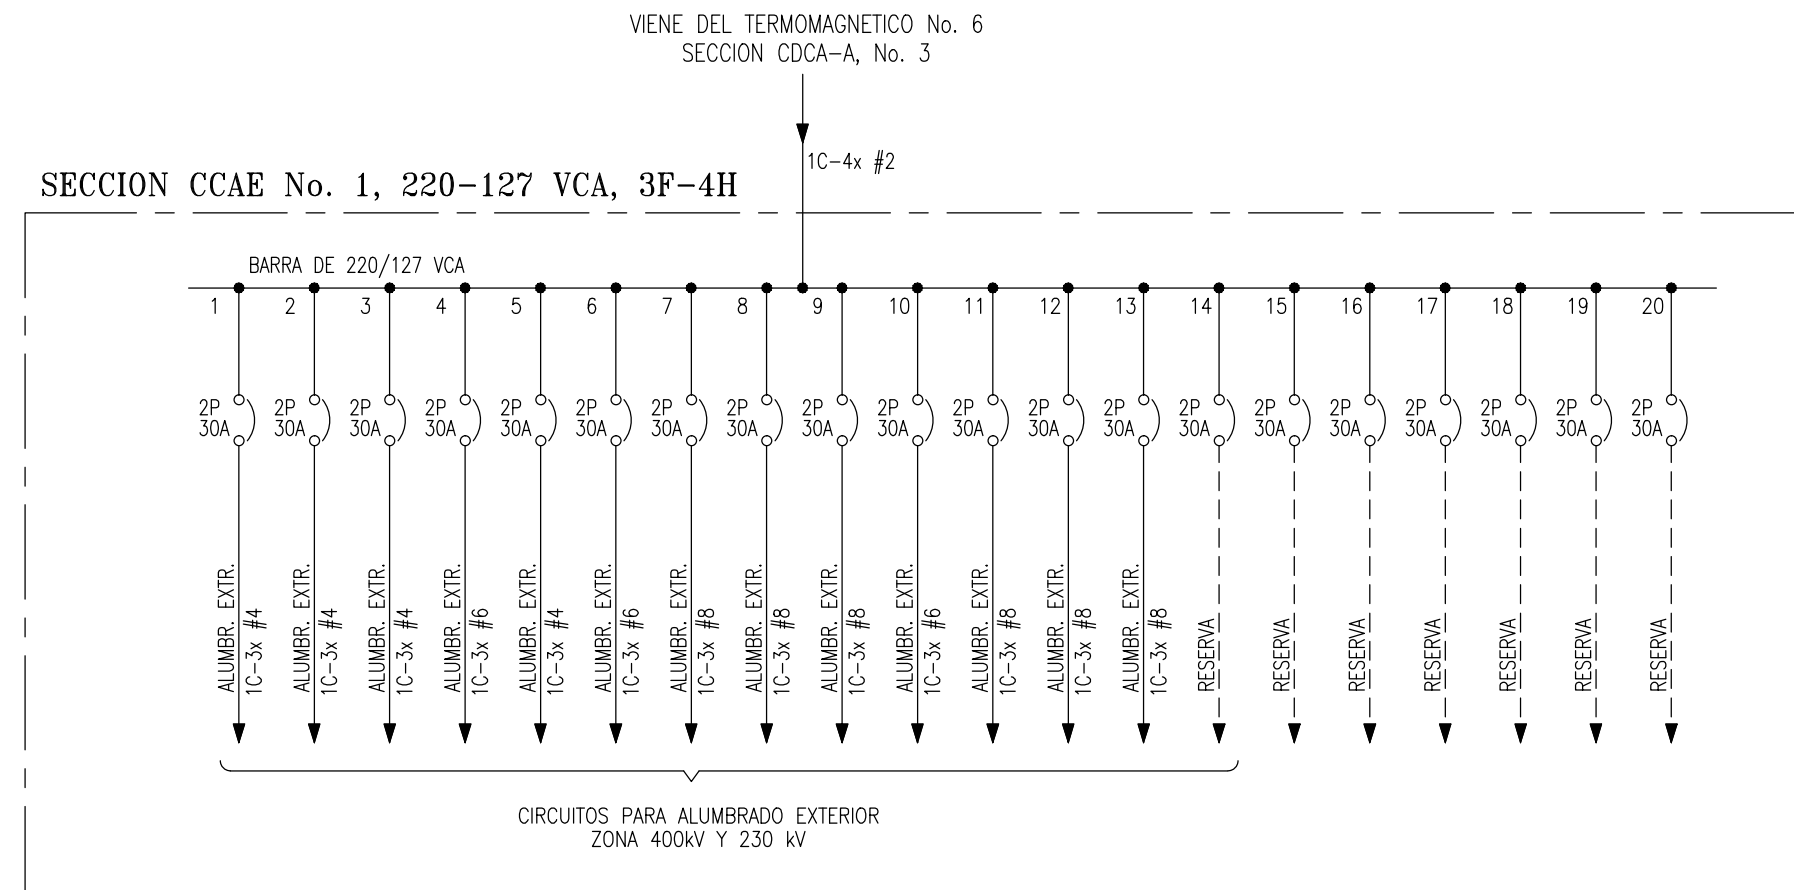 VIENE DEL TERMOMAGNETICO No. 6
SECCION CDCA-A, No. 3
1C-4x #2
SECCION CCAE No. 1, 220-127 VCA, 3F-4H
BARRA DE 220/127 VCA
1 2 3 4 5 6 7 8 9 10 11 12 13 14 15 16 17 18 19 20
2P 2P 2P 2P 2P 2P 2P 2P 2P 2P 2P 2P 2P 2P 2P 2P 2P 2P 2P 2P
30A 30A 30A 30A 30A 30A 30A 30A 30A 30A 30A 30A 30A 30A 30A 30A 30A 30A 30A 30A
ALUMBR. EXTR.
1C-3x #4
ALUMBR. EXTR.
1C-3x #4
ALUMBR. EXTR.
1C-3x #4
ALUMBR. EXTR.
1C-3x #6
ALUMBR. EXTR.
1C-3x #4
ALUMBR. EXTR.
1C-3x #6
ALUMBR. EXTR.
1C-3x #8
ALUMBR. EXTR.
1C-3x #8
ALUMBR. EXTR.
1C-3x #8
ALUMBR. EXTR.
1C-3x #6
ALUMBR. EXTR.
1C-3x #8
ALUMBR. EXTR.
1C-3x #8
ALUMBR. EXTR.
1C-3x #8
RESERVA
RESERVA
RESERVA
RESERVA
RESERVA
RESERVA
RESERVA
CIRCUITOS PARA ALUMBRADO EXTERIOR
ZONA 400kV Y 230 kV